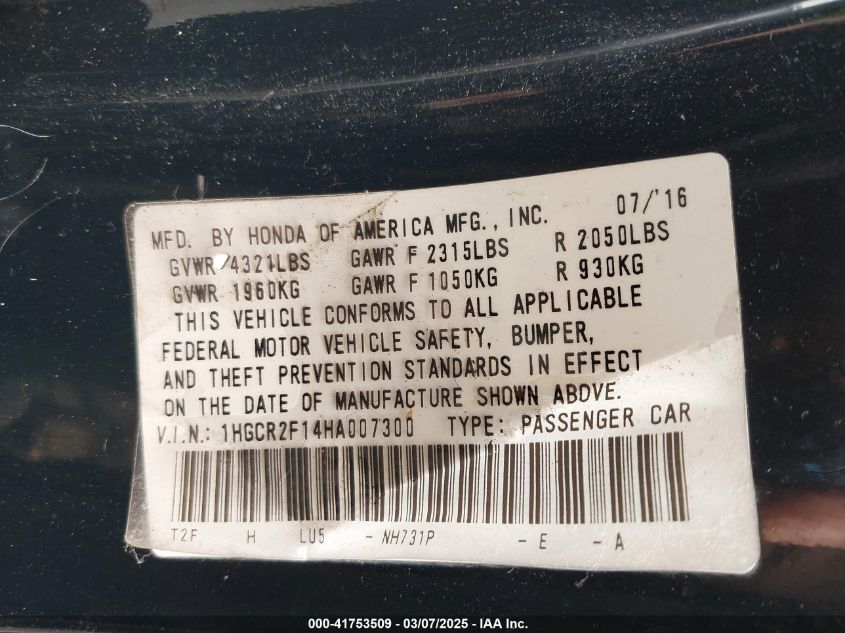 MFD. BY HONDA OF AMERICA MFG., INC. 07/'16
GVWR 4321LBS GAWR F 2315LBS R 2050LBS
GVWR 1960KG GAWR F 1050KG R 930KG
THIS VEHICLE CONFORMS TO ALL APPLICABLE
FEDERAL MOTOR VEHICLE SAFETY, BUMPER,
AND THEFT PREVENTION STANDARDS IN EFFECT
ON THE DATE OF MANUFACTURE SHOWN ABOVE.
V.I.N.: 1HGCR2F14HA007300 TYPE: PASSENGER CAR
T2F H LU5 - NH731P - E - A
000-41753509 - 03/07/2025 - IAA Inc.